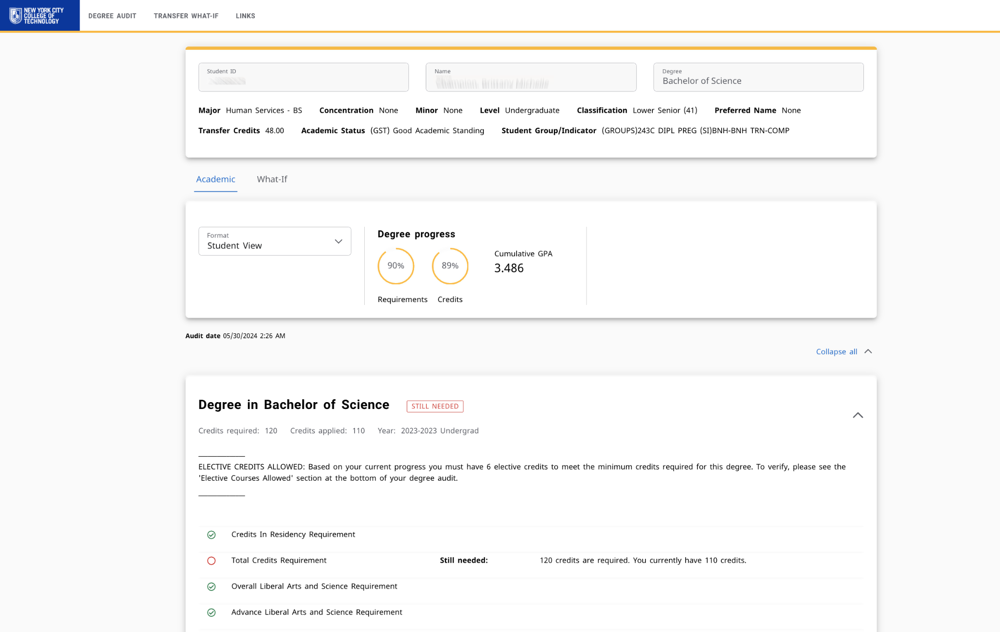 NEW YORK CITY
COLLEGE OF
TECHNOLOGY
DEGREE AUDIT TRANSFER WHAT-IF LINKS
Student ID
Name
Degree
Bachelor of Science
Major Human Services - BS Concentration None Minor None Level Undergraduate Classification Lower Senior (41) Preferred Name None
Transfer Credits 48.00 Academic Status (GST) Good Academic Standing Student Group/Indicator (GROUPS)243C DIPL PREG (SI)BNH-BNH TRN-COMP
Academic What-If
Format
Student View
Degree progress
90%
89%
Requirements Credits
Cumulative GPA
3.486
Audit date 05/30/2024 2:26 AM
Collapse all
Degree in Bachelor of Science STILL NEEDED
Credits required: 120 Credits applied: 110 Year: 2023-2023 Undergrad
ELECTIVE CREDITS ALLOWED: Based on your current progress you must have 6 elective credits to meet the minimum credits required for this degree. To verify, please see the
'Elective Courses Allowed' section at the bottom of your degree audit.
Credits In Residency Requirement
Total Credits Requirement Still needed: 120 credits are required. You currently have 110 credits.
Overall Liberal Arts and Science Requirement
Advance Liberal Arts and Science Requirement